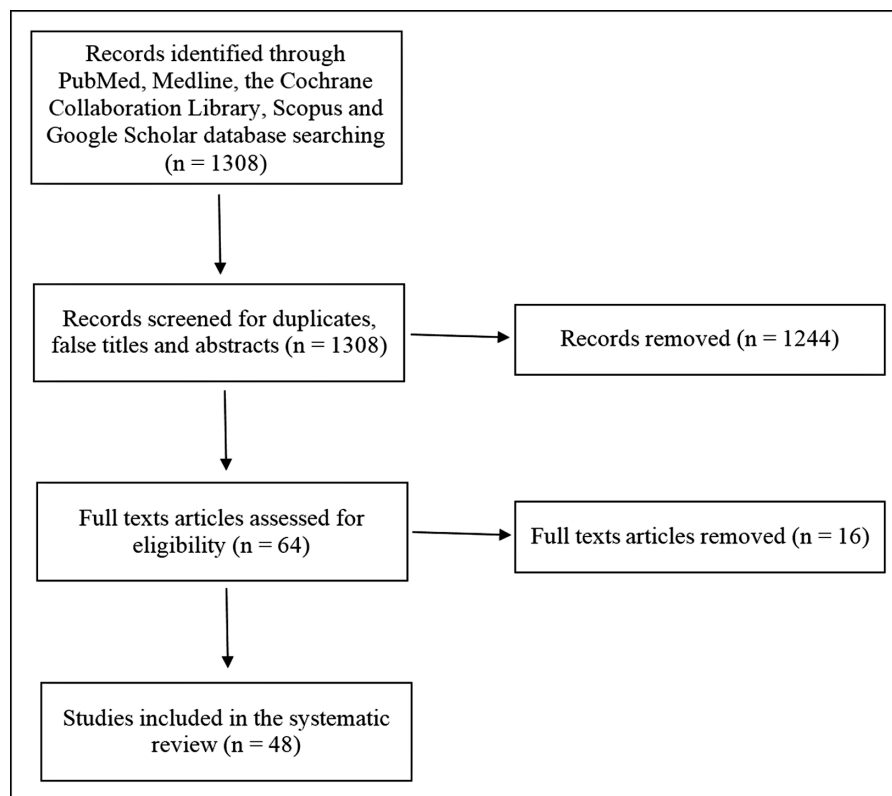 Records identified through
PubMed, Medline, the Cochrane
Collaboration Library, Scopus and
Google Scholar database searching
(n = 1308)
Records screened for duplicates,
false titles and abstracts (n = 1308)
Records removed (n = 1244)
Full texts articles assessed for
eligibility (n = 64)
Full texts articles removed (n = 16)
Studies included in the systematic
review (n = 48)